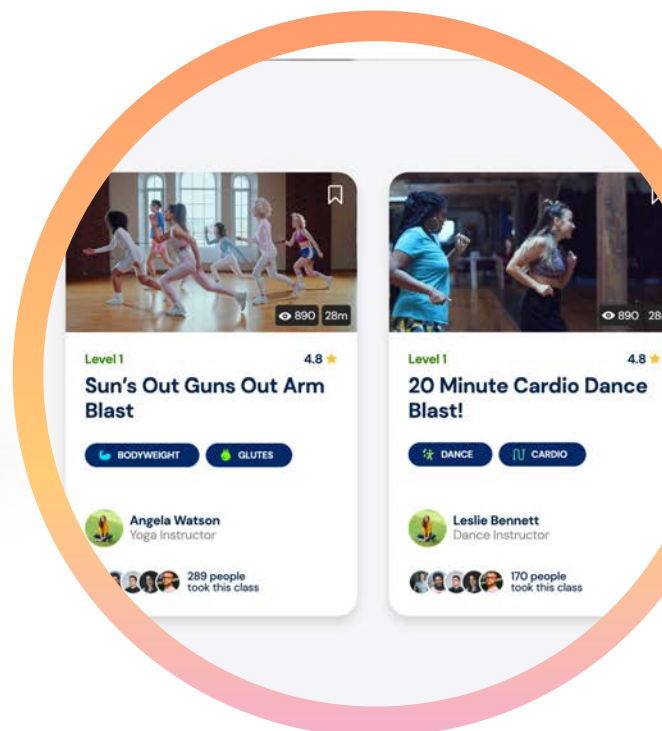 890 28m
Level 1 4.8
Sun's Out Guns Out Arm
Blast
BODYWEIGHT GLUTES
Angela Watson
Yoga Instructor
289 people
took this class
890 28
Level 1 4.8
20 Minute Cardio Dance
Blast!
DANCE CARDIO
Leslie Bennett
Dance Instructor
170 people
took this class